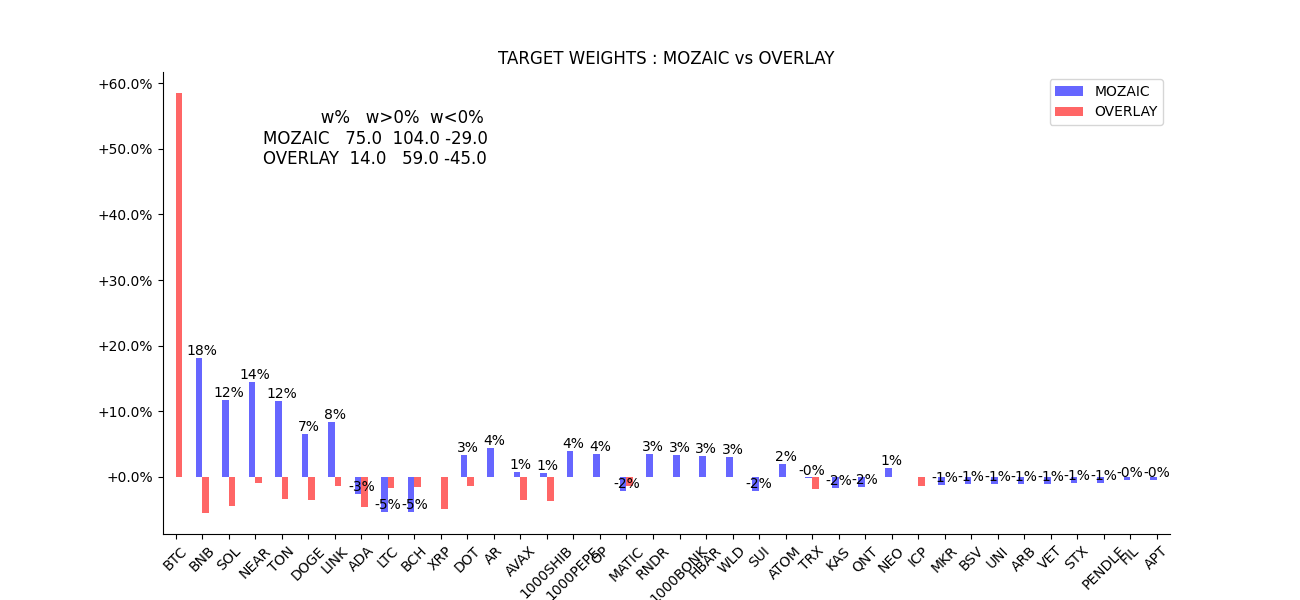 TARGET WEIGHTS : MOZAIC vs OVERLAY
+60.0%
+50.0%
+40.0%
+30.0%
+20.0%
+10.0%
+0.0%
w% w>0% w<0%
MOZAIC 75.0 104.0 -29.0
OVERLAY 14.0 59.0 -45.0
MOZAIC
OVERLAY
18% 12% 14% 12% 7% 8% -3% -5% -5% 3% 4% 1% 1% 4% 4% -2% 3% 3% 3% 3% -2% 2% -0% -2% -2% 1% -1% -1% -1% -1% -1% -1% -1% -0% -0%
BTC BNB SOL NEAR TON DOGE LINK ADA LTC BCH XRP DOT AR AVAX 1000SHIB 1000PEPE OP MATIC RNDR 1000BONK HBAR WLD SUI ATOM TRX KAS QNT NEO ICP MKR BSV UNI ARB VET STX PENDLE FIL APT